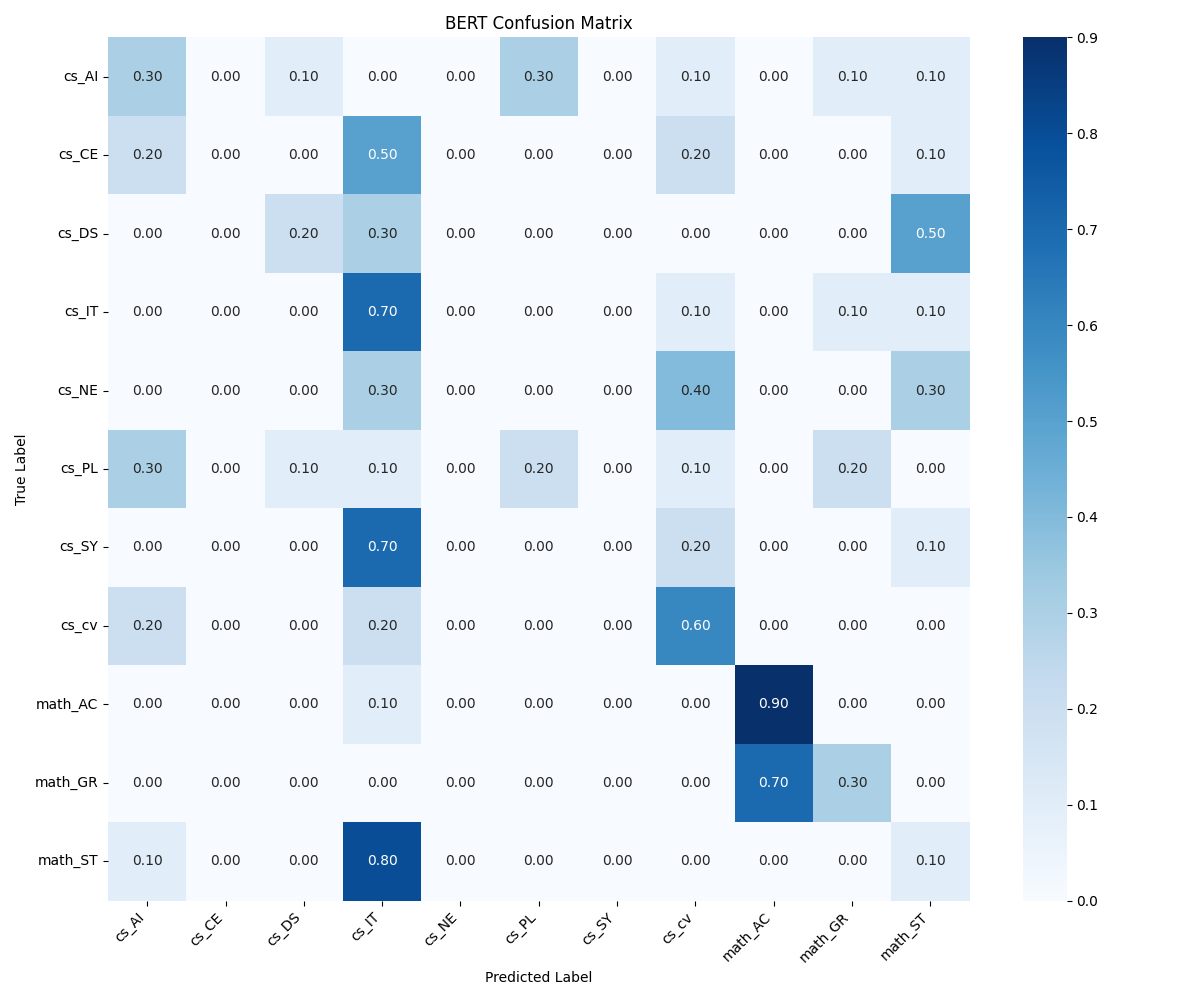 BERT Confusion Matrix
cs_AI 0.30 0.00 0.10 0.00 0.00 0.30 0.00 0.10 0.00 0.10 0.10
cs_CE 0.20 0.00 0.00 0.50 0.00 0.00 0.00 0.20 0.00 0.00 0.10
cs_DS 0.00 0.00 0.20 0.30 0.00 0.00 0.00 0.00 0.00 0.00 0.50
cs_IT 0.00 0.00 0.00 0.70 0.00 0.00 0.00 0.10 0.00 0.10 0.10
cs_NE 0.00 0.00 0.00 0.30 0.00 0.00 0.00 0.40 0.00 0.00 0.30
cs_PL 0.30 0.00 0.10 0.10 0.00 0.20 0.00 0.10 0.00 0.20 0.00
cs_SY 0.00 0.00 0.00 0.70 0.00 0.00 0.00 0.20 0.00 0.00 0.10
cs_cv 0.20 0.00 0.00 0.20 0.00 0.00 0.00 0.60 0.00 0.00 0.00
math_AC 0.00 0.00 0.00 0.10 0.00 0.00 0.00 0.00 0.90 0.00 0.00
math_GR 0.00 0.00 0.00 0.00 0.00 0.00 0.00 0.00 0.70 0.30 0.00
math_ST 0.10 0.00 0.00 0.80 0.00 0.00 0.00 0.00 0.00 0.00 0.10
cs_AI cs_CE cs_DS cs_IT cs_NE cs_PL cs_SY cs_cv math_AC math_GR math_ST
Predicted Label
True Label
0.9
0.8
0.7
0.6
0.5
0.4
0.3
0.2
0.1
0.0